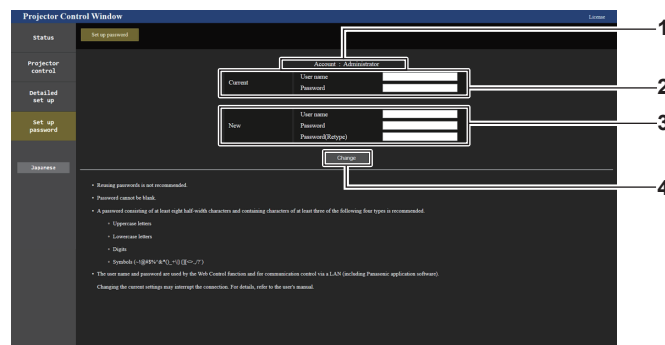 Projector Control Window
License
Status
Set up password
1
Projector
control
Account : Administrator
Current
User name
Password
2
Detailed
set up
New
User name
Password
Password(Retype)
3
Set up
password
Change
4
Japanese
• Reusing passwords is not recommended.
• Password cannot be blank.
• A password consisting of at least eight half-width characters and containing characters of at least three of the following four types is recommended.
• Uppercase letters
• Lowercase letters
• Digits
• Symbols
• The user name and password are used by the Web Control function and for communication control via a LAN (including Panasonic application software).
Changing the current settings may interrupt the connection. For details, refer to the user's manual.